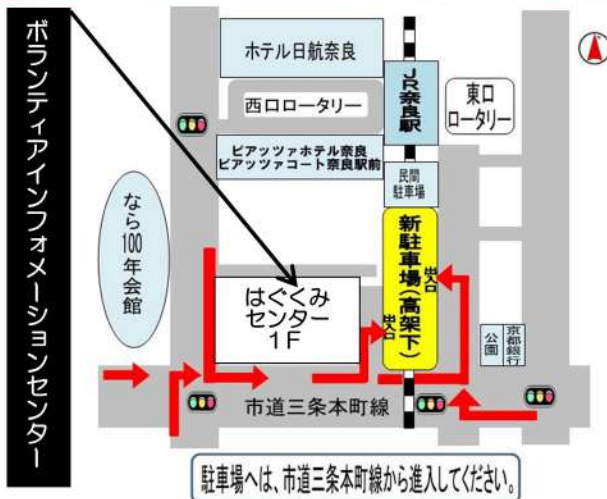 ボランティアインフォメーションセンター
ホテル日航奈良
西口ロータリー
JR奈良駅
東口
ロータリー
ピアッツァホテル奈良
ピアッツァコート奈良駅前
民間
駐車場
なら100年会館
新駐車場(高架下)
出入口
出入口
はぐくみ
センター
1F
公園
京都銀行
市道三条本町線
駐車場へは、市道三条本町線から進入してください。